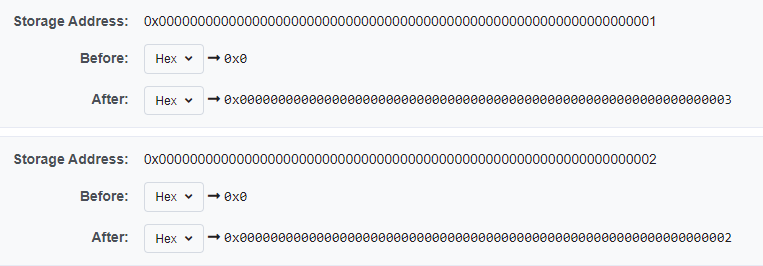 Storage Address: 0x0000000000000000000000000000000000000000000000000000000000000001
Before: Hex ➞ 0x0
After: Hex ➞ 0x0000000000000000000000000000000000000000000000000000000000000003
Storage Address: 0x0000000000000000000000000000000000000000000000000000000000000002
Before: Hex ➞ 0x0
After: Hex ➞ 0x0000000000000000000000000000000000000000000000000000000000000002